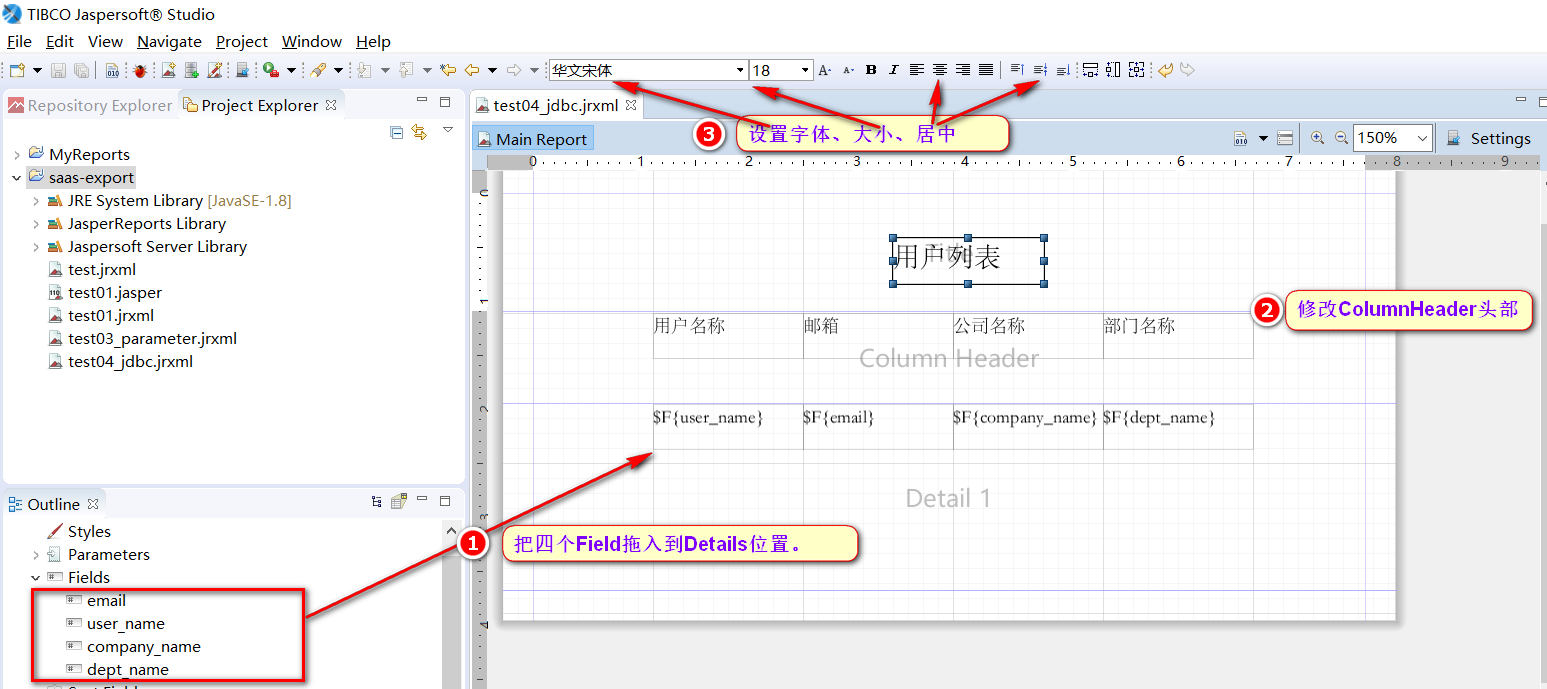 TIBCO Jaspersoft® Studio
File Edit View Navigate Project Window Help
华文宋体 18 A A B I
Repository Explorer Project Explorer
test04_jdbc.jrxml
3 设置字体、大小、居中
Main Report
150% Settings
0 1 2 3 4 5 6 7 8 9
MyReports
saas-export
JRE System Library [JavaSE-1.8]
JasperReports Library
Jaspersoft Server Library
test.jrxml
test01.jasper
test01.jrxml
test03_parameter.jrxml
test04_jdbc.jrxml
0
用户列表
Title
1
2 修改ColumnHeader头部
用户名称 邮箱 公司名称 部门名称
Column Header
2
$F{user_name} $F{email} $F{company_name} $F{dept_name}
Detail 1
3
1 把四个Field拖入到Details位置。
4
Outline
Styles
Parameters
Fields
email
user_name
company_name
dept_name